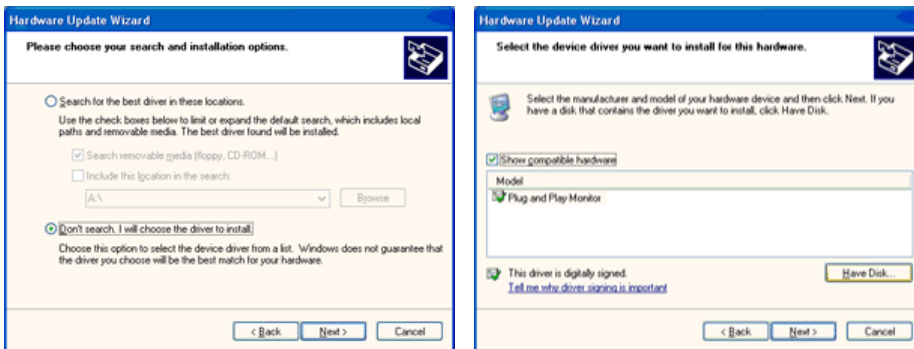 Hardware Update Wizard
Please choose your search and installation options.
Search for the best driver in these locations.
Use the check boxes below to limit or expand the default search, which includes local
paths and removable media. The best driver found will be installed.
Search removable media (floppy, CD-ROM...)
Include this location in the search:
A:\
Browse
Don't search. I will choose the driver to install.
Choose this option to select the device driver from a list. Windows does not guarantee that
the driver you choose will be the best match for your hardware.
< Back
Next >
Cancel
Hardware Update Wizard
Select the device driver you want to install for this hardware.
Select the manufacturer and model of your hardware device and then click Next. If you
have a disk that contains the driver you want to install, click Have Disk.
Show compatible hardware
Model
Plug and Play Monitor
This driver is digitally signed.
Have Disk...
Tell me why driver signing is important
< Back
Next >
Cancel